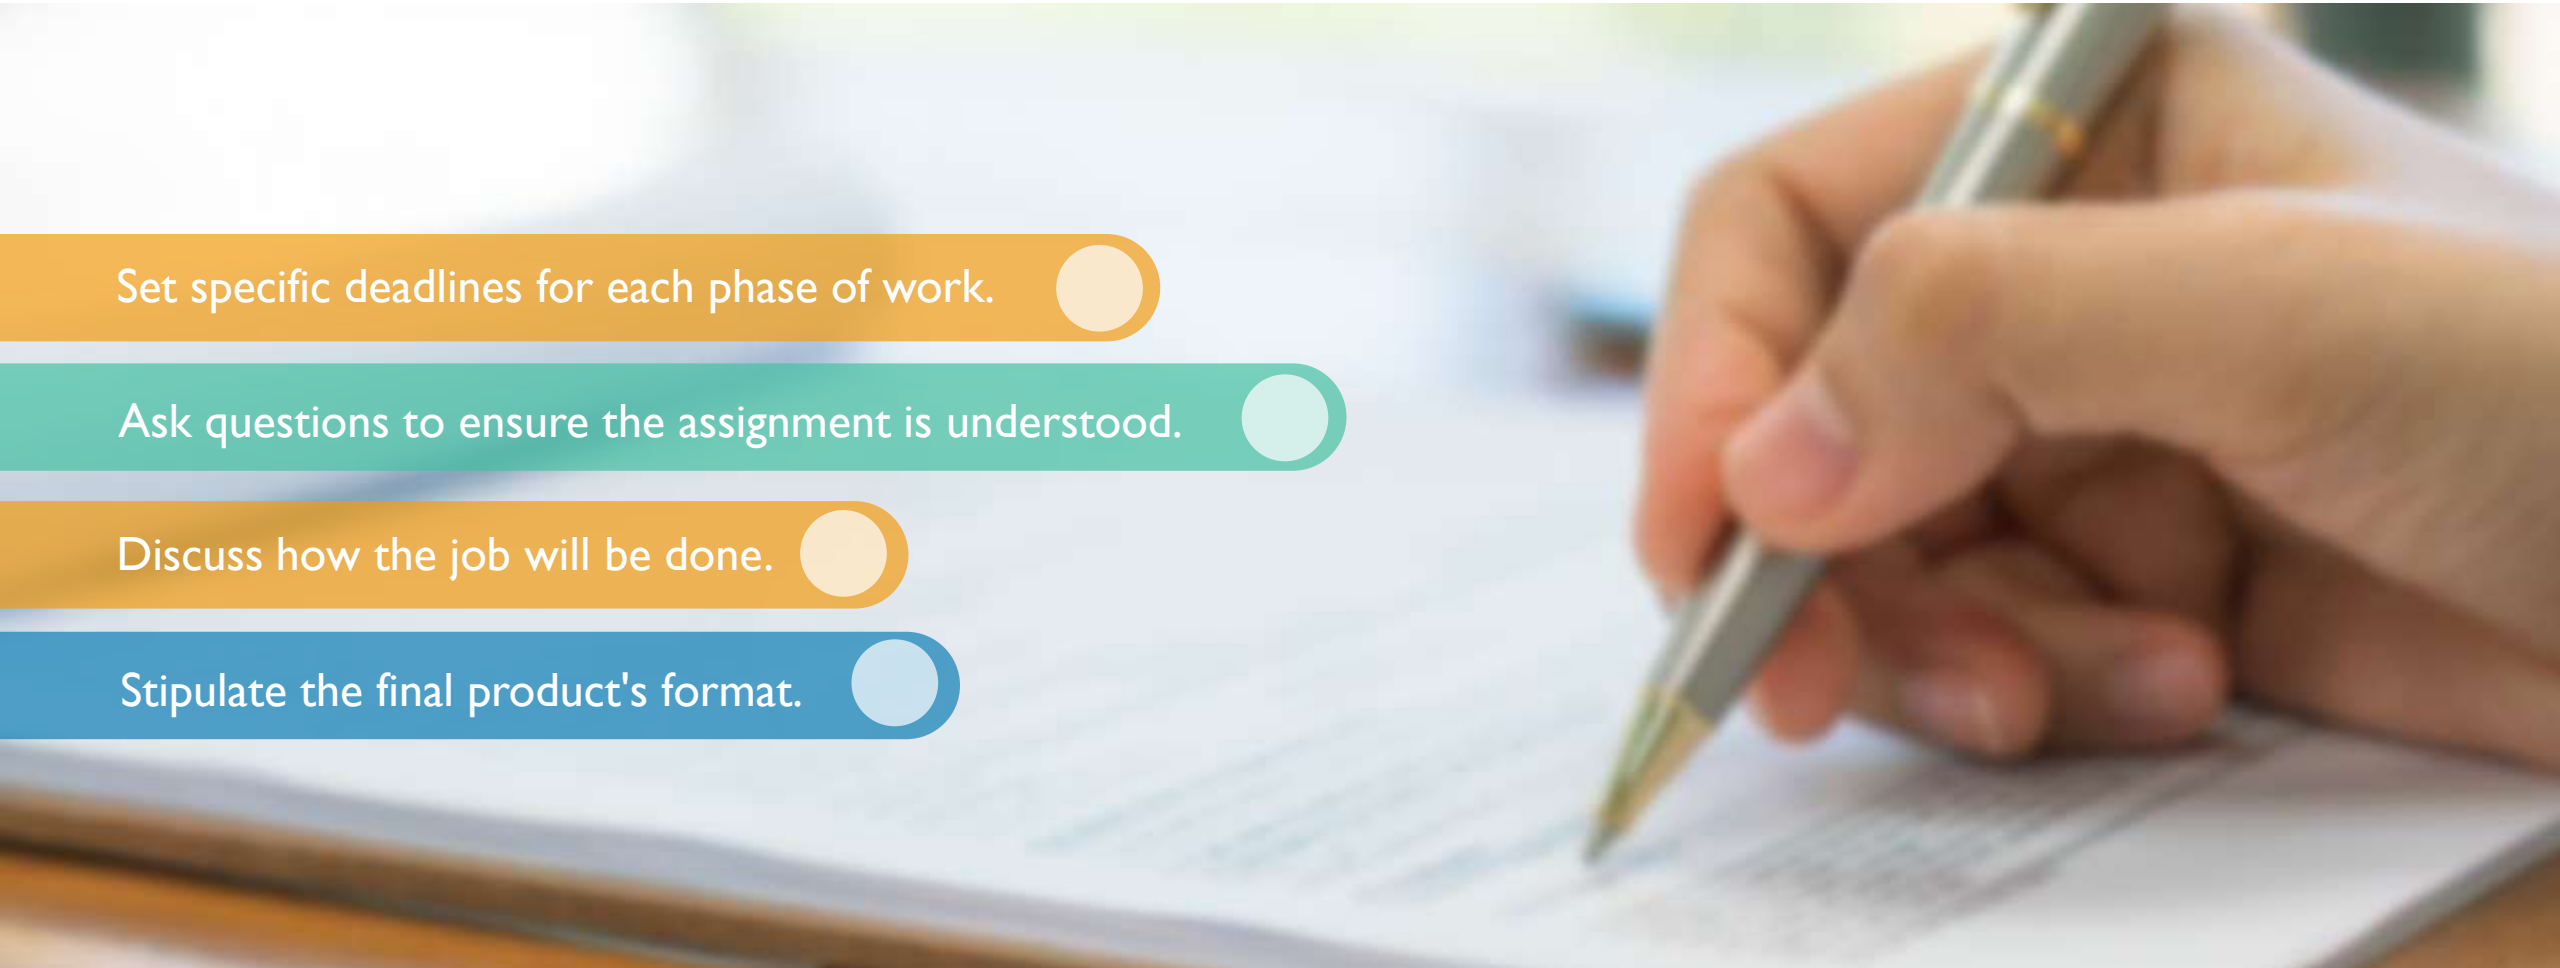 Set specific deadlines for each phase of work.
Ask questions to ensure the assignment is understood.
Discuss how the job will be done.
Stipulate the final product's format.